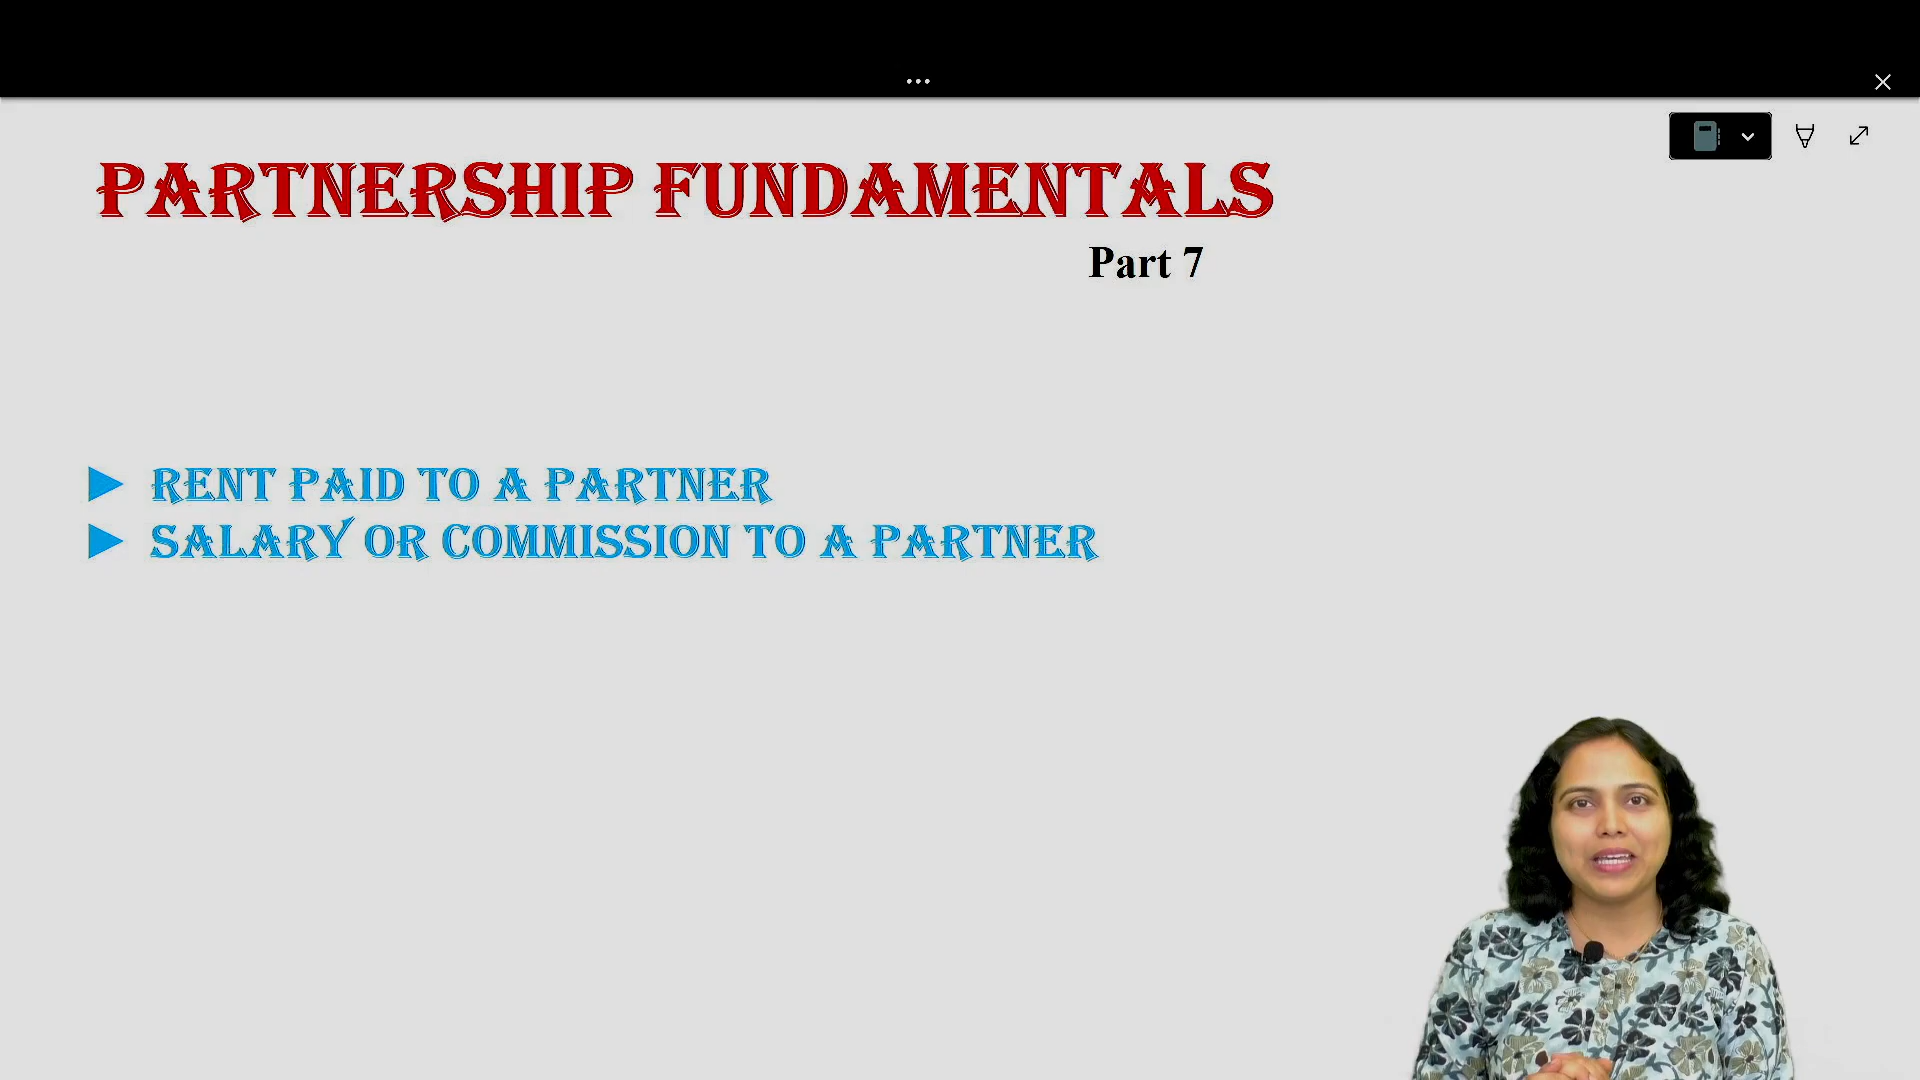 PARTNERSHIP FUNDAMENTALS
Part 7
RENT PAID TO A PARTNER
SALARY OR COMMISSION TO A PARTNER